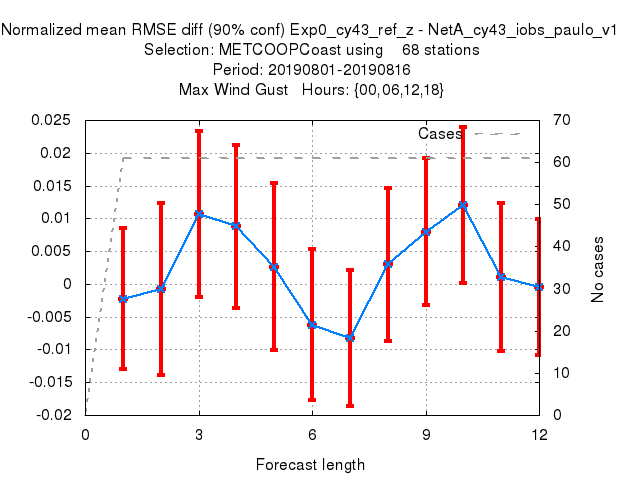 Normalized mean RMSE diff (90% conf) Exp0_cy43_ref_z - NetA_cy43_iobs_paulo_v1
Selection: METCOOPCoast using    68 stations
Period: 20190801-20190816
Max Wind Gust   Hours: {00,06,12,18}
Cases
0.025
0.02
0.015
0.01
0.005
0
-0.005
-0.01
-0.015
-0.02
70
60
50
40
30
20
10
0
No cases
0 3 6 9 12
Forecast length